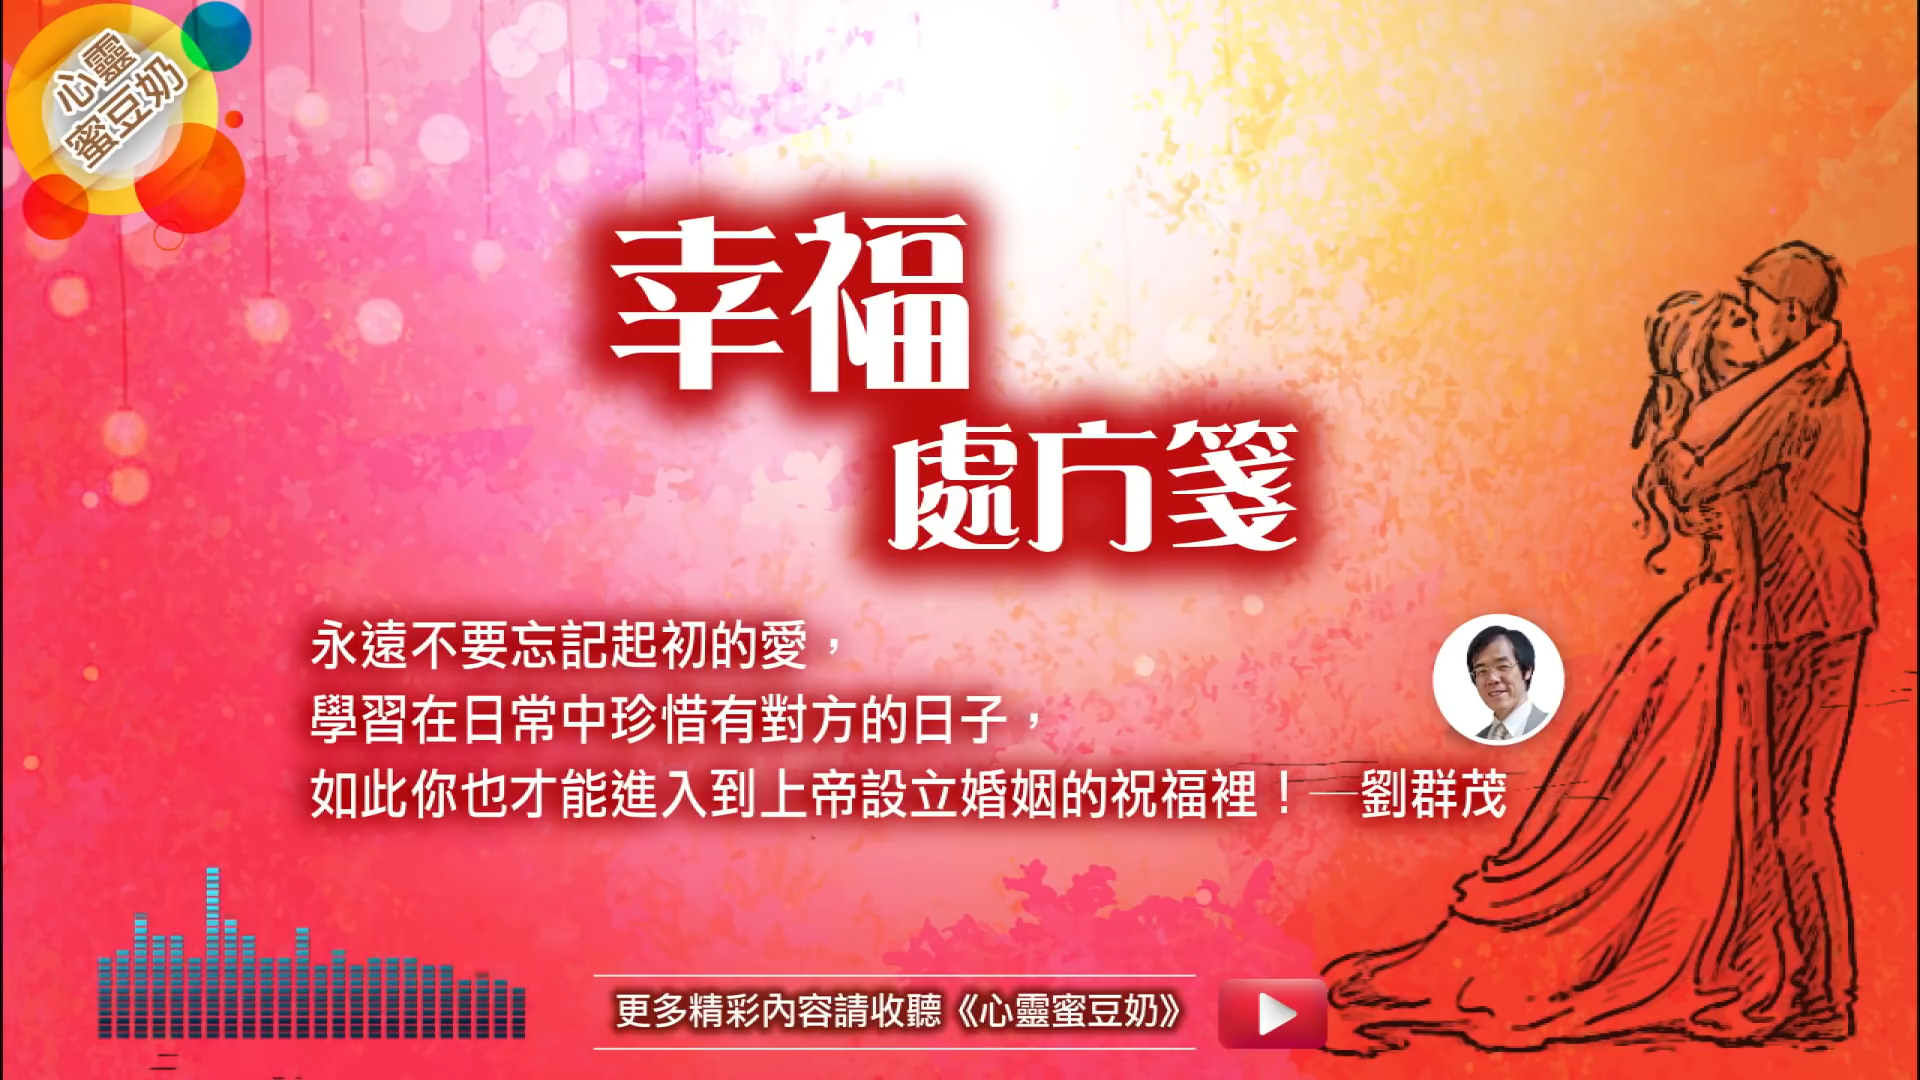 心靈
蜜豆奶
幸福
處方箋
永遠不要忘記起初的愛，
學習在日常中珍惜有對方的日子，
如此你也才能進入到上帝設立婚姻的祝福裡！─劉群茂
更多精彩內容請收聽《心靈蜜豆奶》